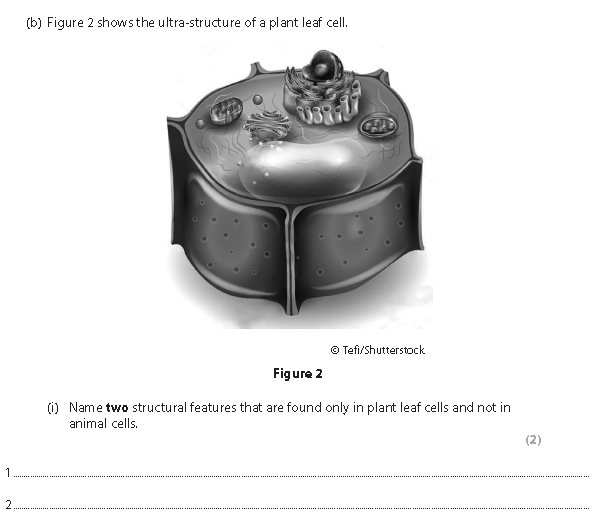 (b) Figure 2 shows the ultra-structure of a plant leaf cell.
© Tefi/Shutterstock
Figure 2
(i) Name two structural features that are found only in plant leaf cells and not in
animal cells.
(2)
1
2